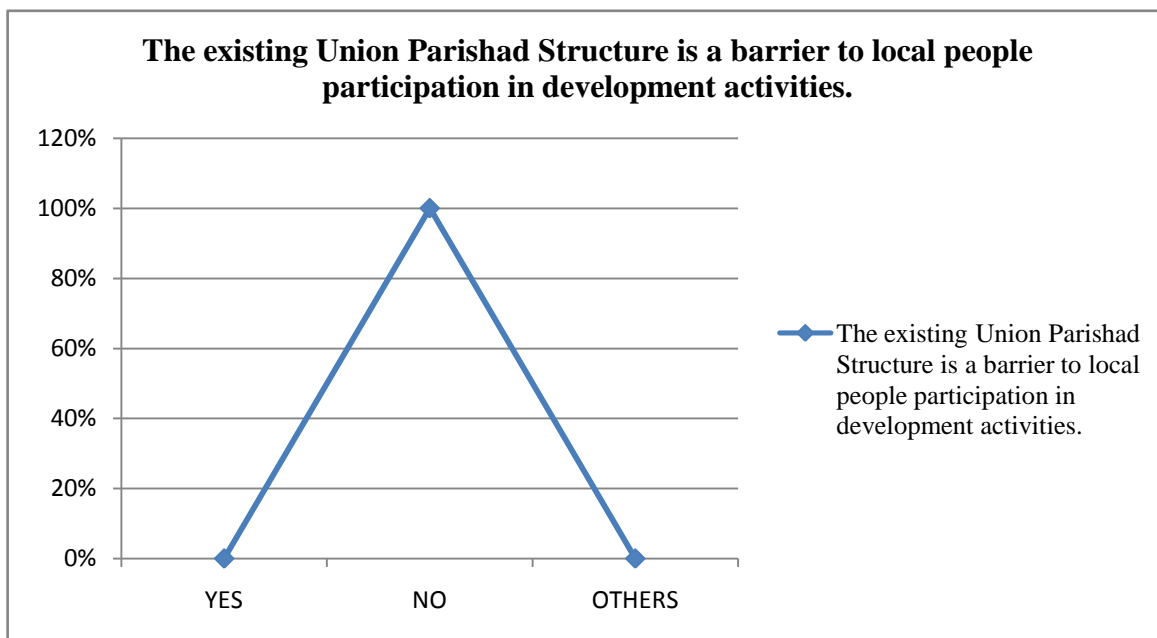 The existing Union Parishad Structure is a barrier to local people
participation in development activities.
120%
100%
80%
60%
40%
20%
0%
YES NO OTHERS
The existing Union Parishad
Structure is a barrier to local
people participation in
development activities.